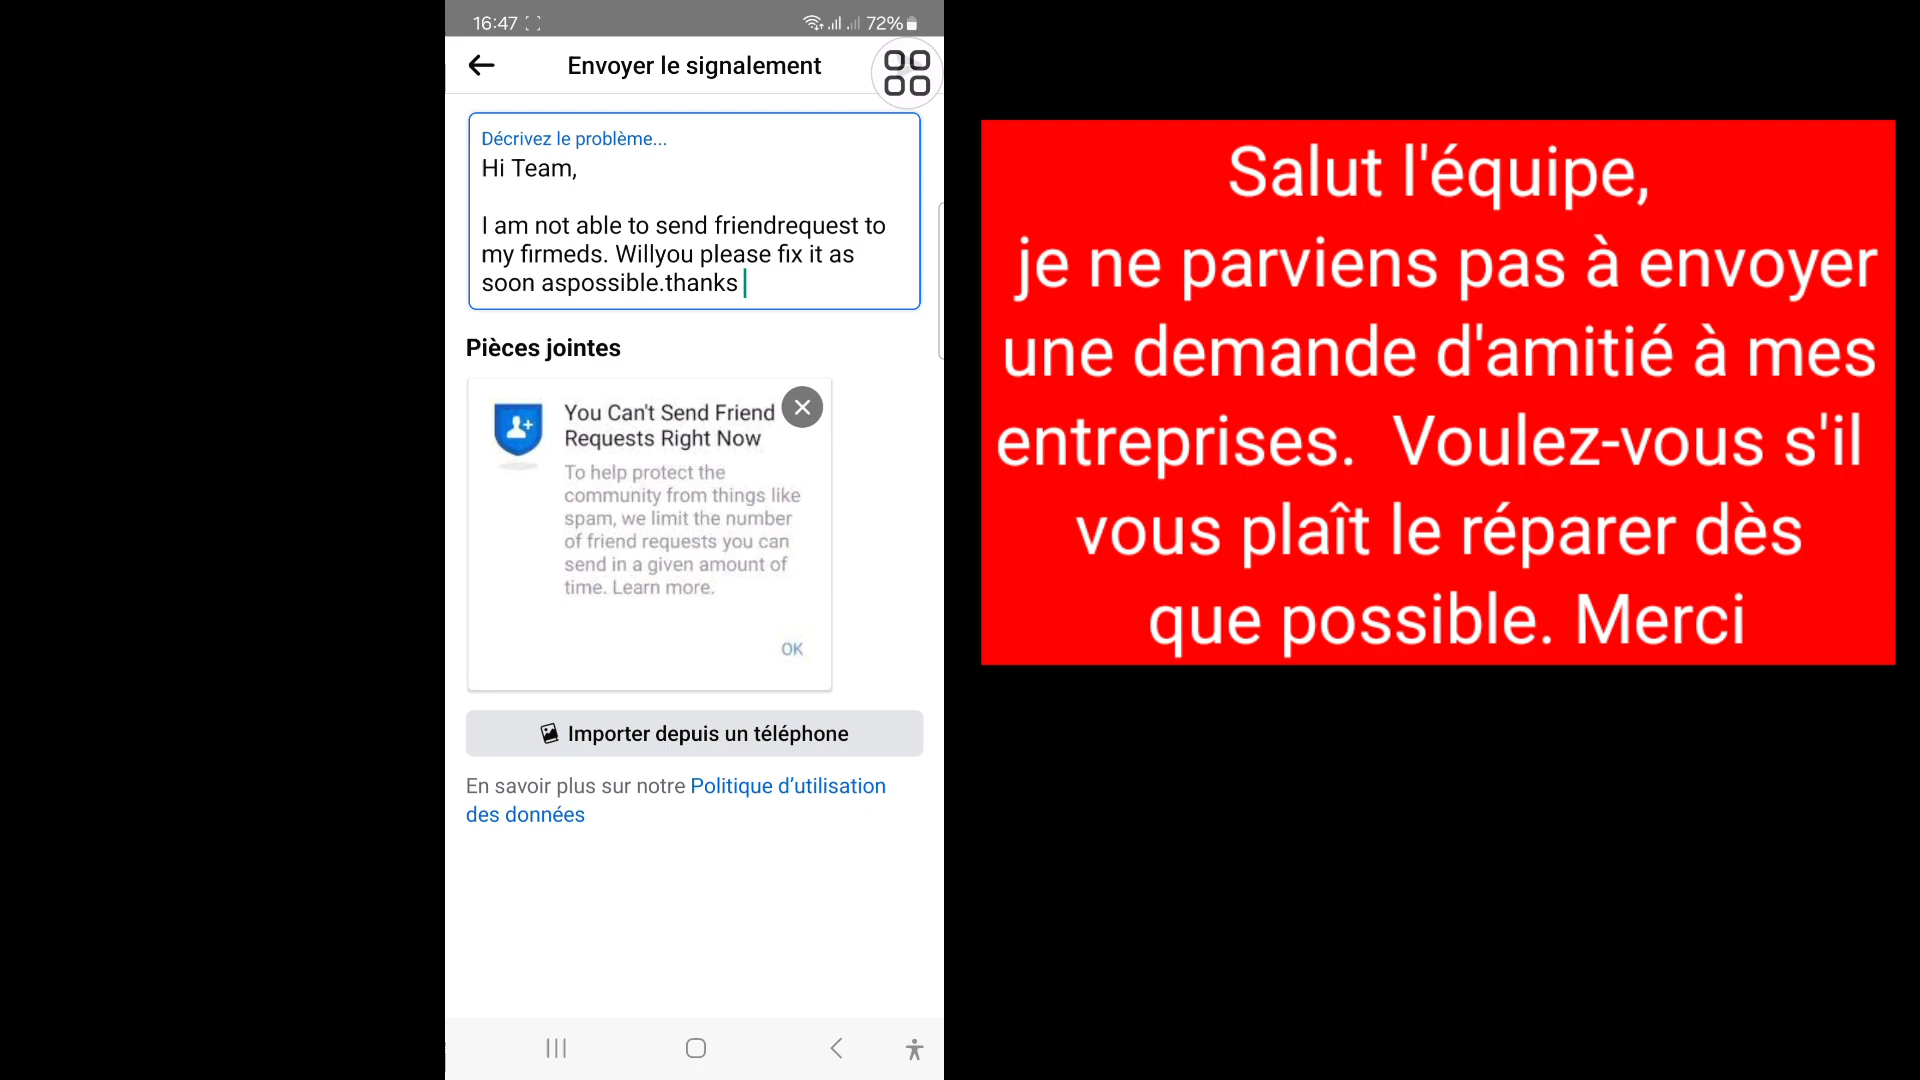 16:47
72%
Envoyer le signalement
Décrivez le problème...
Hi Team,
I am not able to send friendrequest to
my firmeds. Willyou please fix it as
soon aspossible.thanks
Pièces jointes
You Can't Send Friend
Requests Right Now
To help protect the
community from things like
spam, we limit the number
of friend requests you can
send in a given amount of
time. Learn more.
OK
Importer depuis un téléphone
En savoir plus sur notre Politique d’utilisation
des données
Salut l'équipe,
je ne parviens pas à envoyer
une demande d'amitié à mes
entreprises. Voulez-vous s'il
vous plaît le réparer dès
que possible. Merci